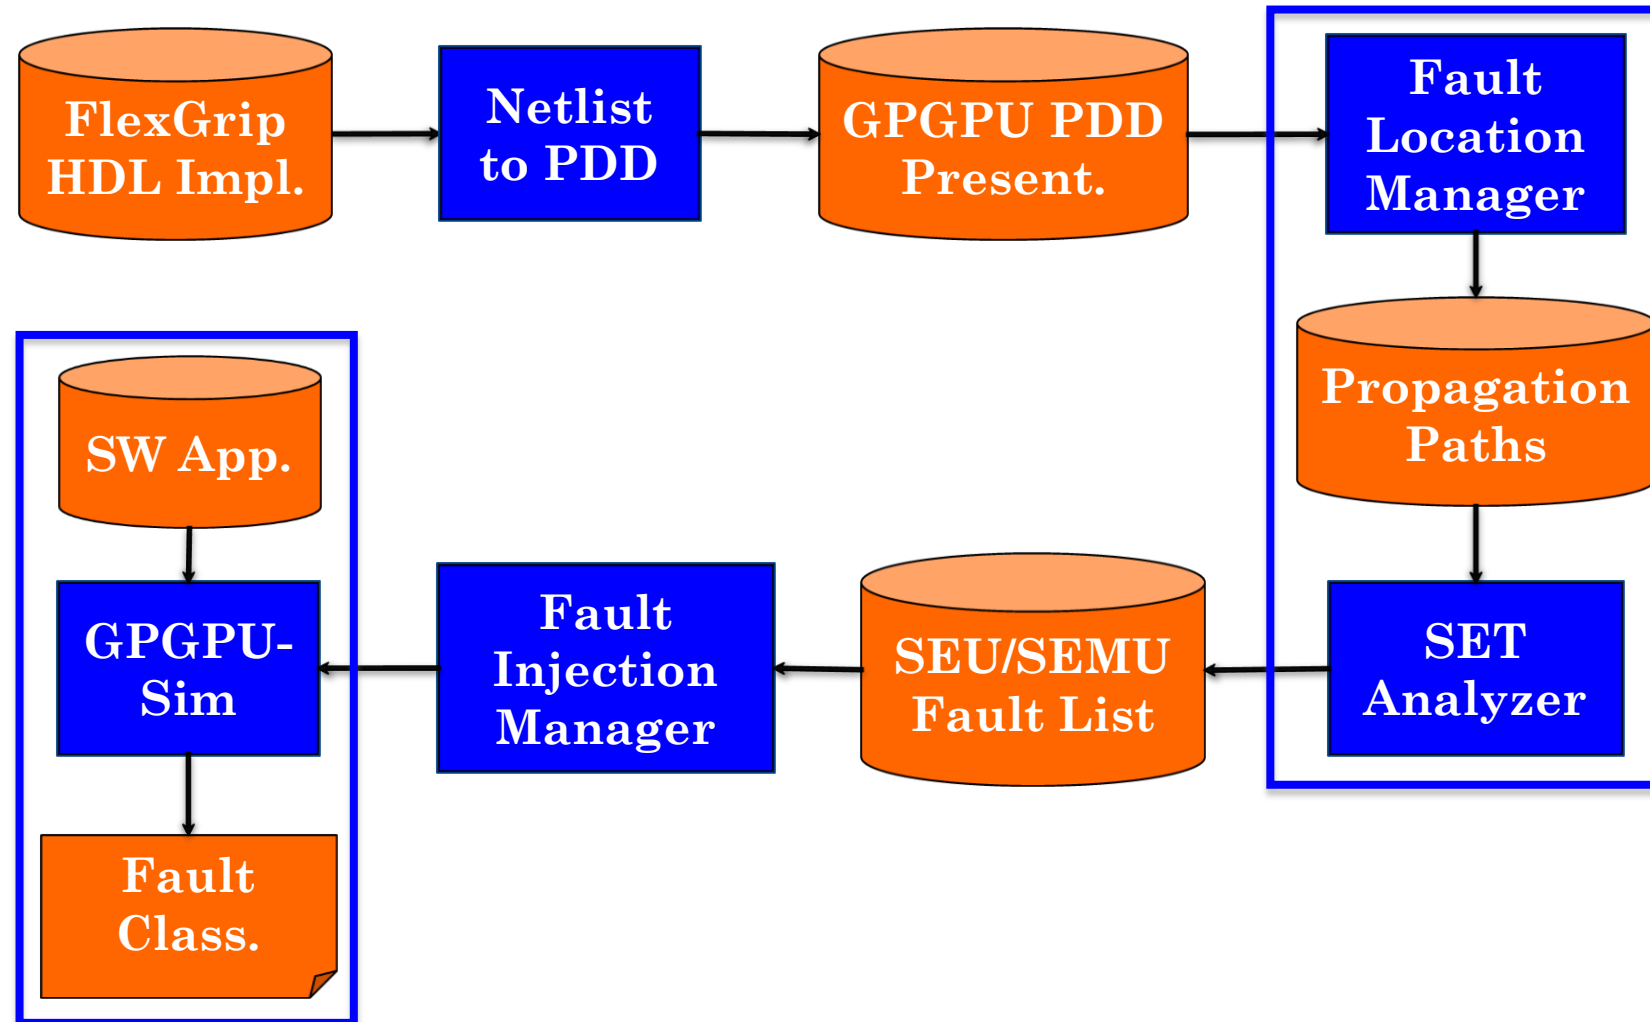 FlexGrip
HDL Impl.
Netlist
to PDD
GPGPU PDD
Present.
Fault
Location
Manager
Propagation
Paths
SET
Analyzer
SEU/SEMU
Fault List
Fault
Injection
Manager
SW App.
GPGPU-
Sim
Fault
Class.